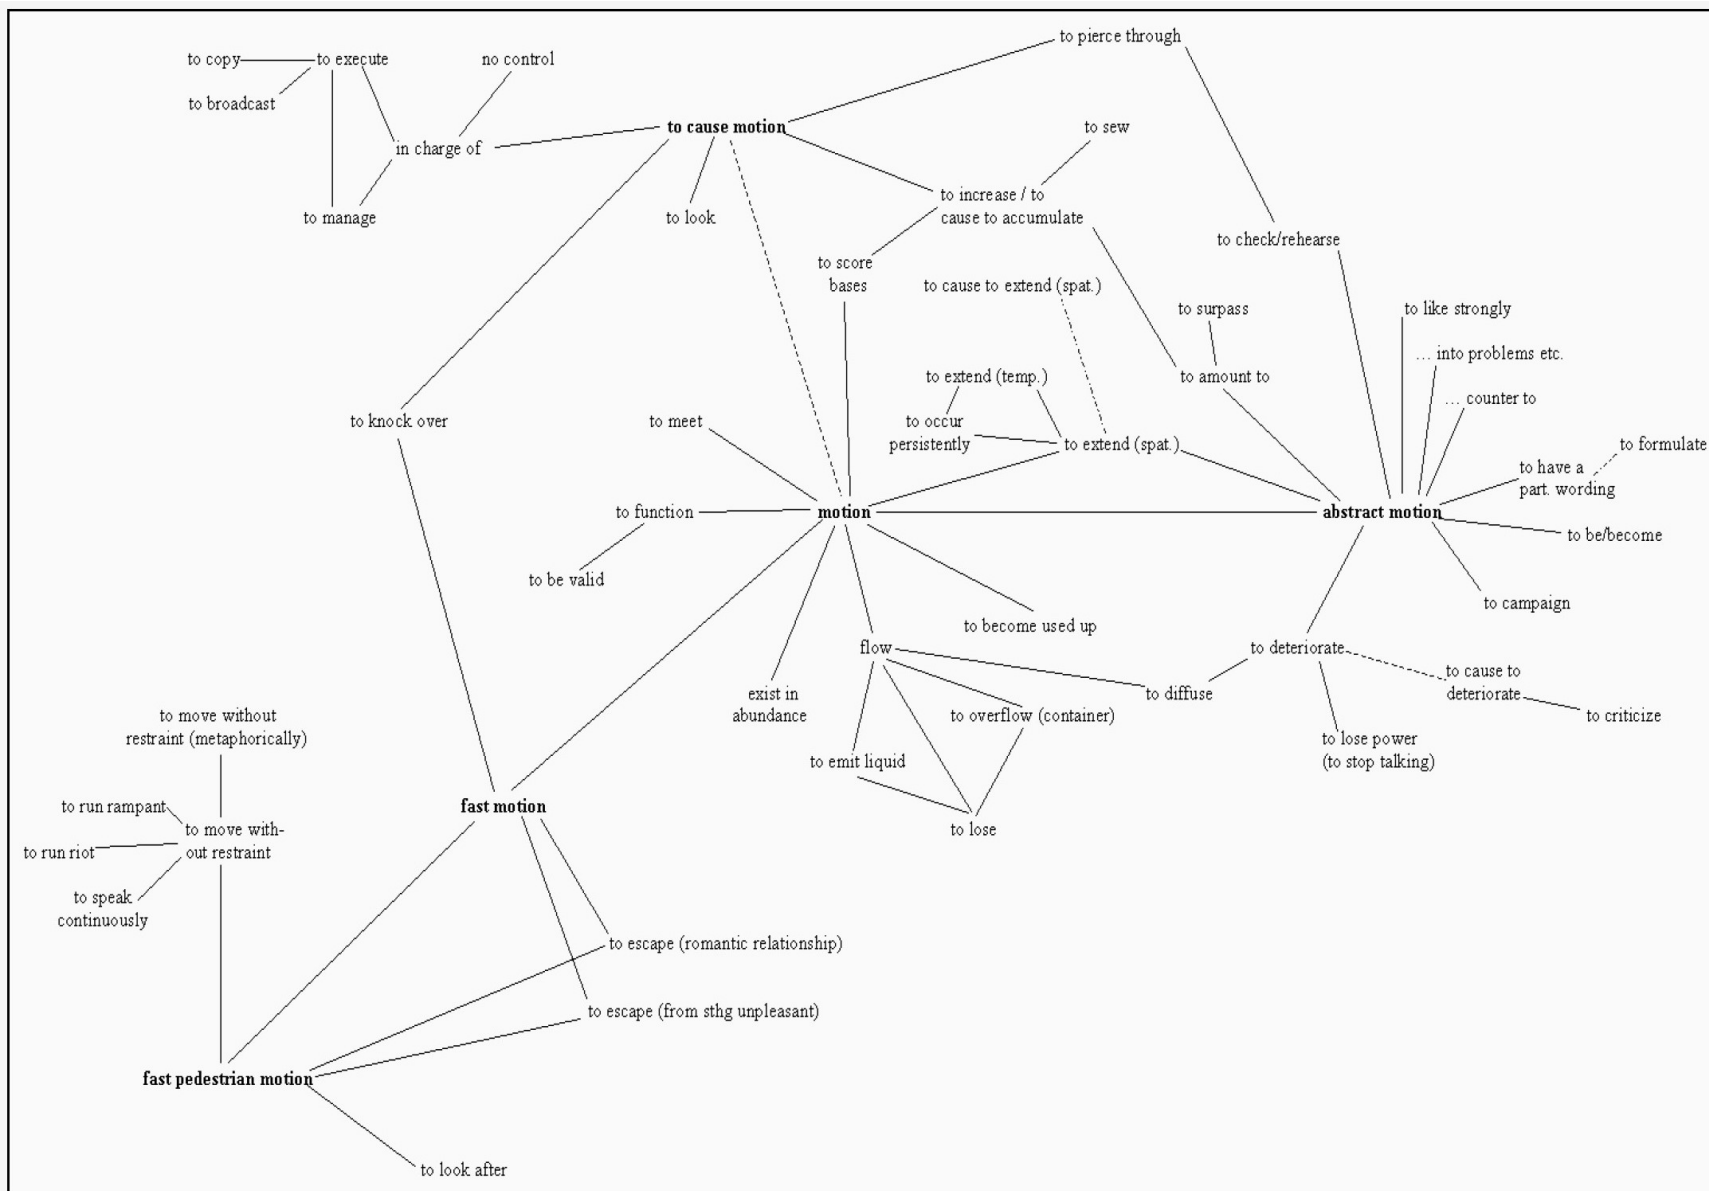 to pierce through
to copy
to execute
no control
to broadcast
to cause motion
to sew
in charge of
to increase / to
cause to accumulate
to manage
to look
to check/rehearse
to score
bases
to cause to extend (spat.)
to surpass
to like strongly
... into problems etc.
to extend (temp.)
to amount to
... counter to
to knock over
to meet
to occur
persistently
to extend (spat.)
to formulate
to have a
part. wording
to function
motion
abstract motion
to be/become
to be valid
to campaign
to become used up
flow
to deteriorate
to cause to
deteriorate
exist in
abundance
to diffuse
to criticize
to move without
restraint (metaphorically)
to overflow (container)
to lose power
(to stop talking)
to emit liquid
to run rampant
fast motion
to move with-
out restraint
to lose
to run riot
to speak
continuously
to escape (romantic relationship)
to escape (from sthg unpleasant)
fast pedestrian motion
to look after